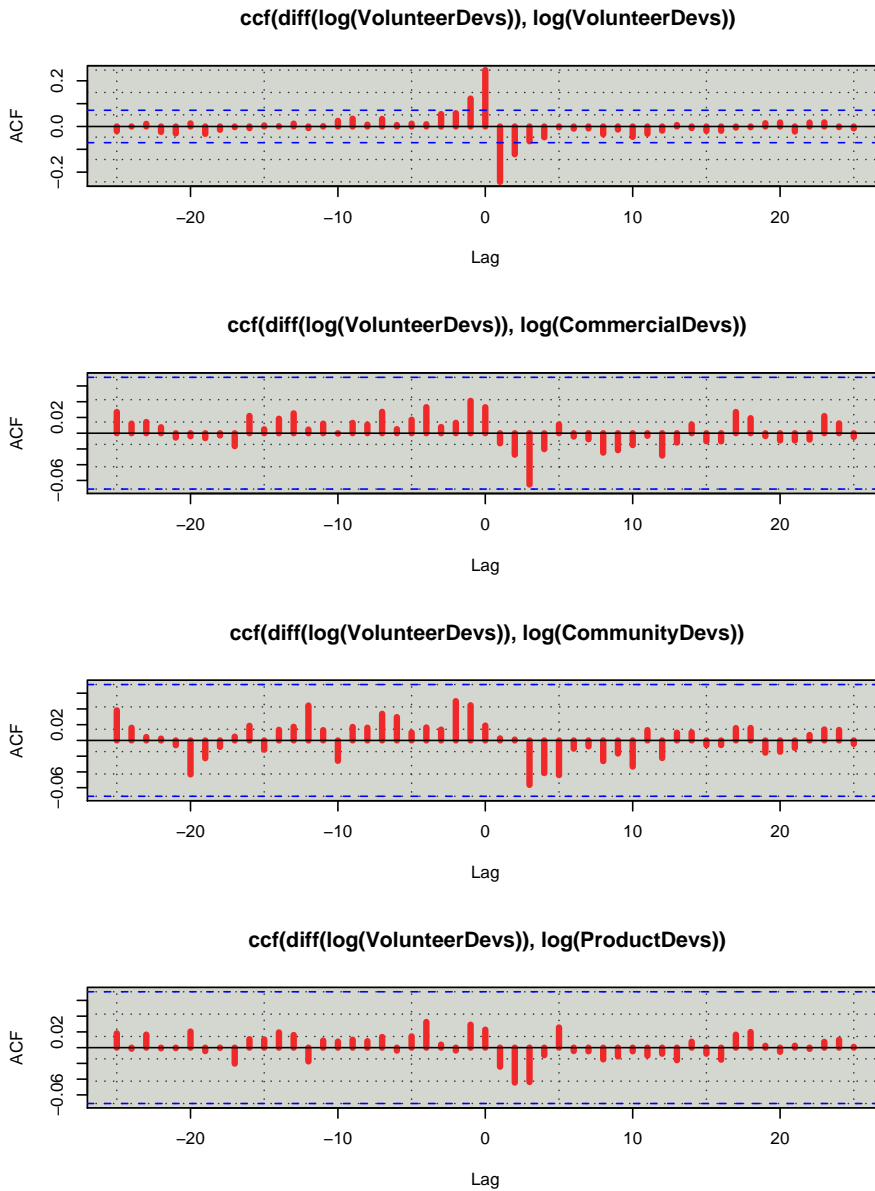 ccf(diff(log(VolunteerDevs)), log(VolunteerDevs))
ACF
0.2
0.0
−0.2
−20
−10
0
10
20
Lag
ccf(diff(log(VolunteerDevs)), log(CommercialDevs))
ACF
0.02
−0.06
−20
−10
0
10
20
Lag
ccf(diff(log(VolunteerDevs)), log(CommunityDevs))
ACF
0.02
−0.06
−20
−10
0
10
20
Lag
ccf(diff(log(VolunteerDevs)), log(ProductDevs))
ACF
0.02
−0.06
−20
−10
0
10
20
Lag